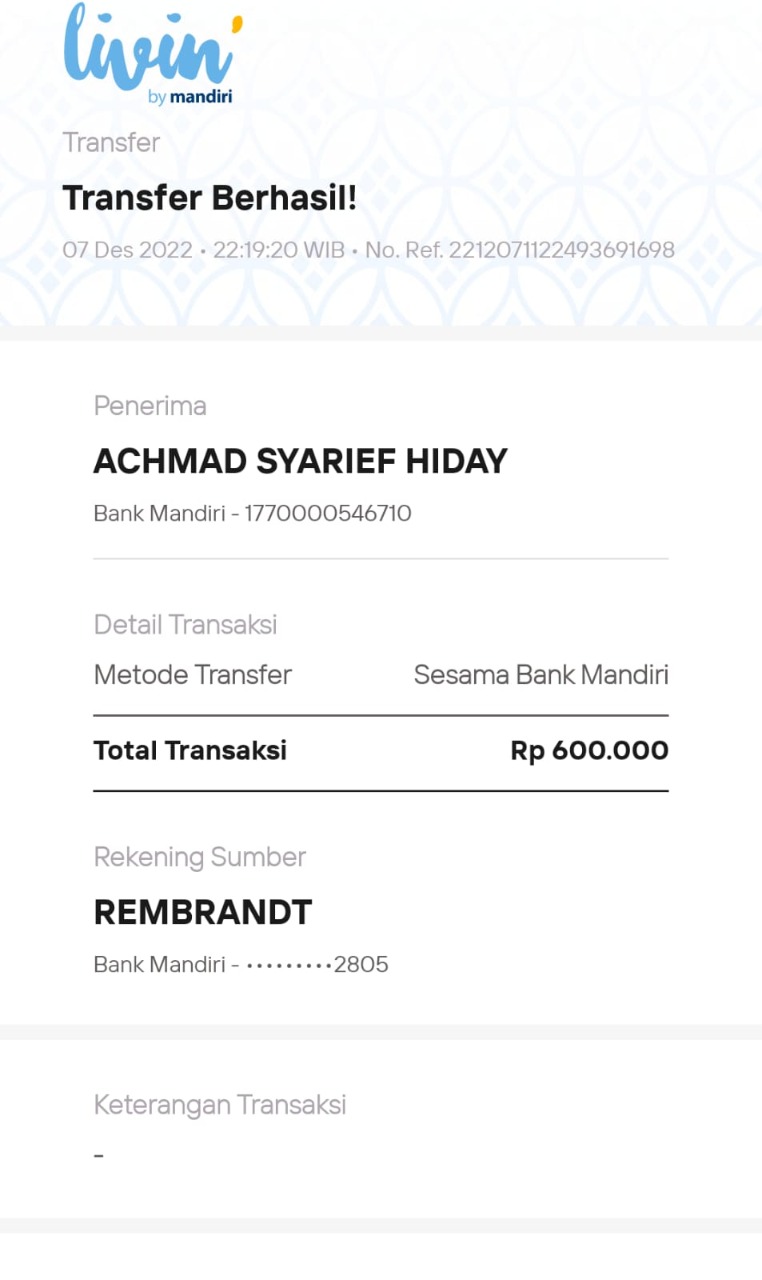 livin'
by mandiri
Transfer
Transfer Berhasil!
07 Des 2022 • 22:19:20 WIB • No. Ref. 2212071122493691698
Penerima
ACHMAD SYARIEF HIDAY
Bank Mandiri - 1770000546710
Detail Transaksi
Metode Transfer Sesama Bank Mandiri
Total Transaksi Rp 600.000
Rekening Sumber
REMBRANDT
Bank Mandiri - •••••••••2805
Keterangan Transaksi
-